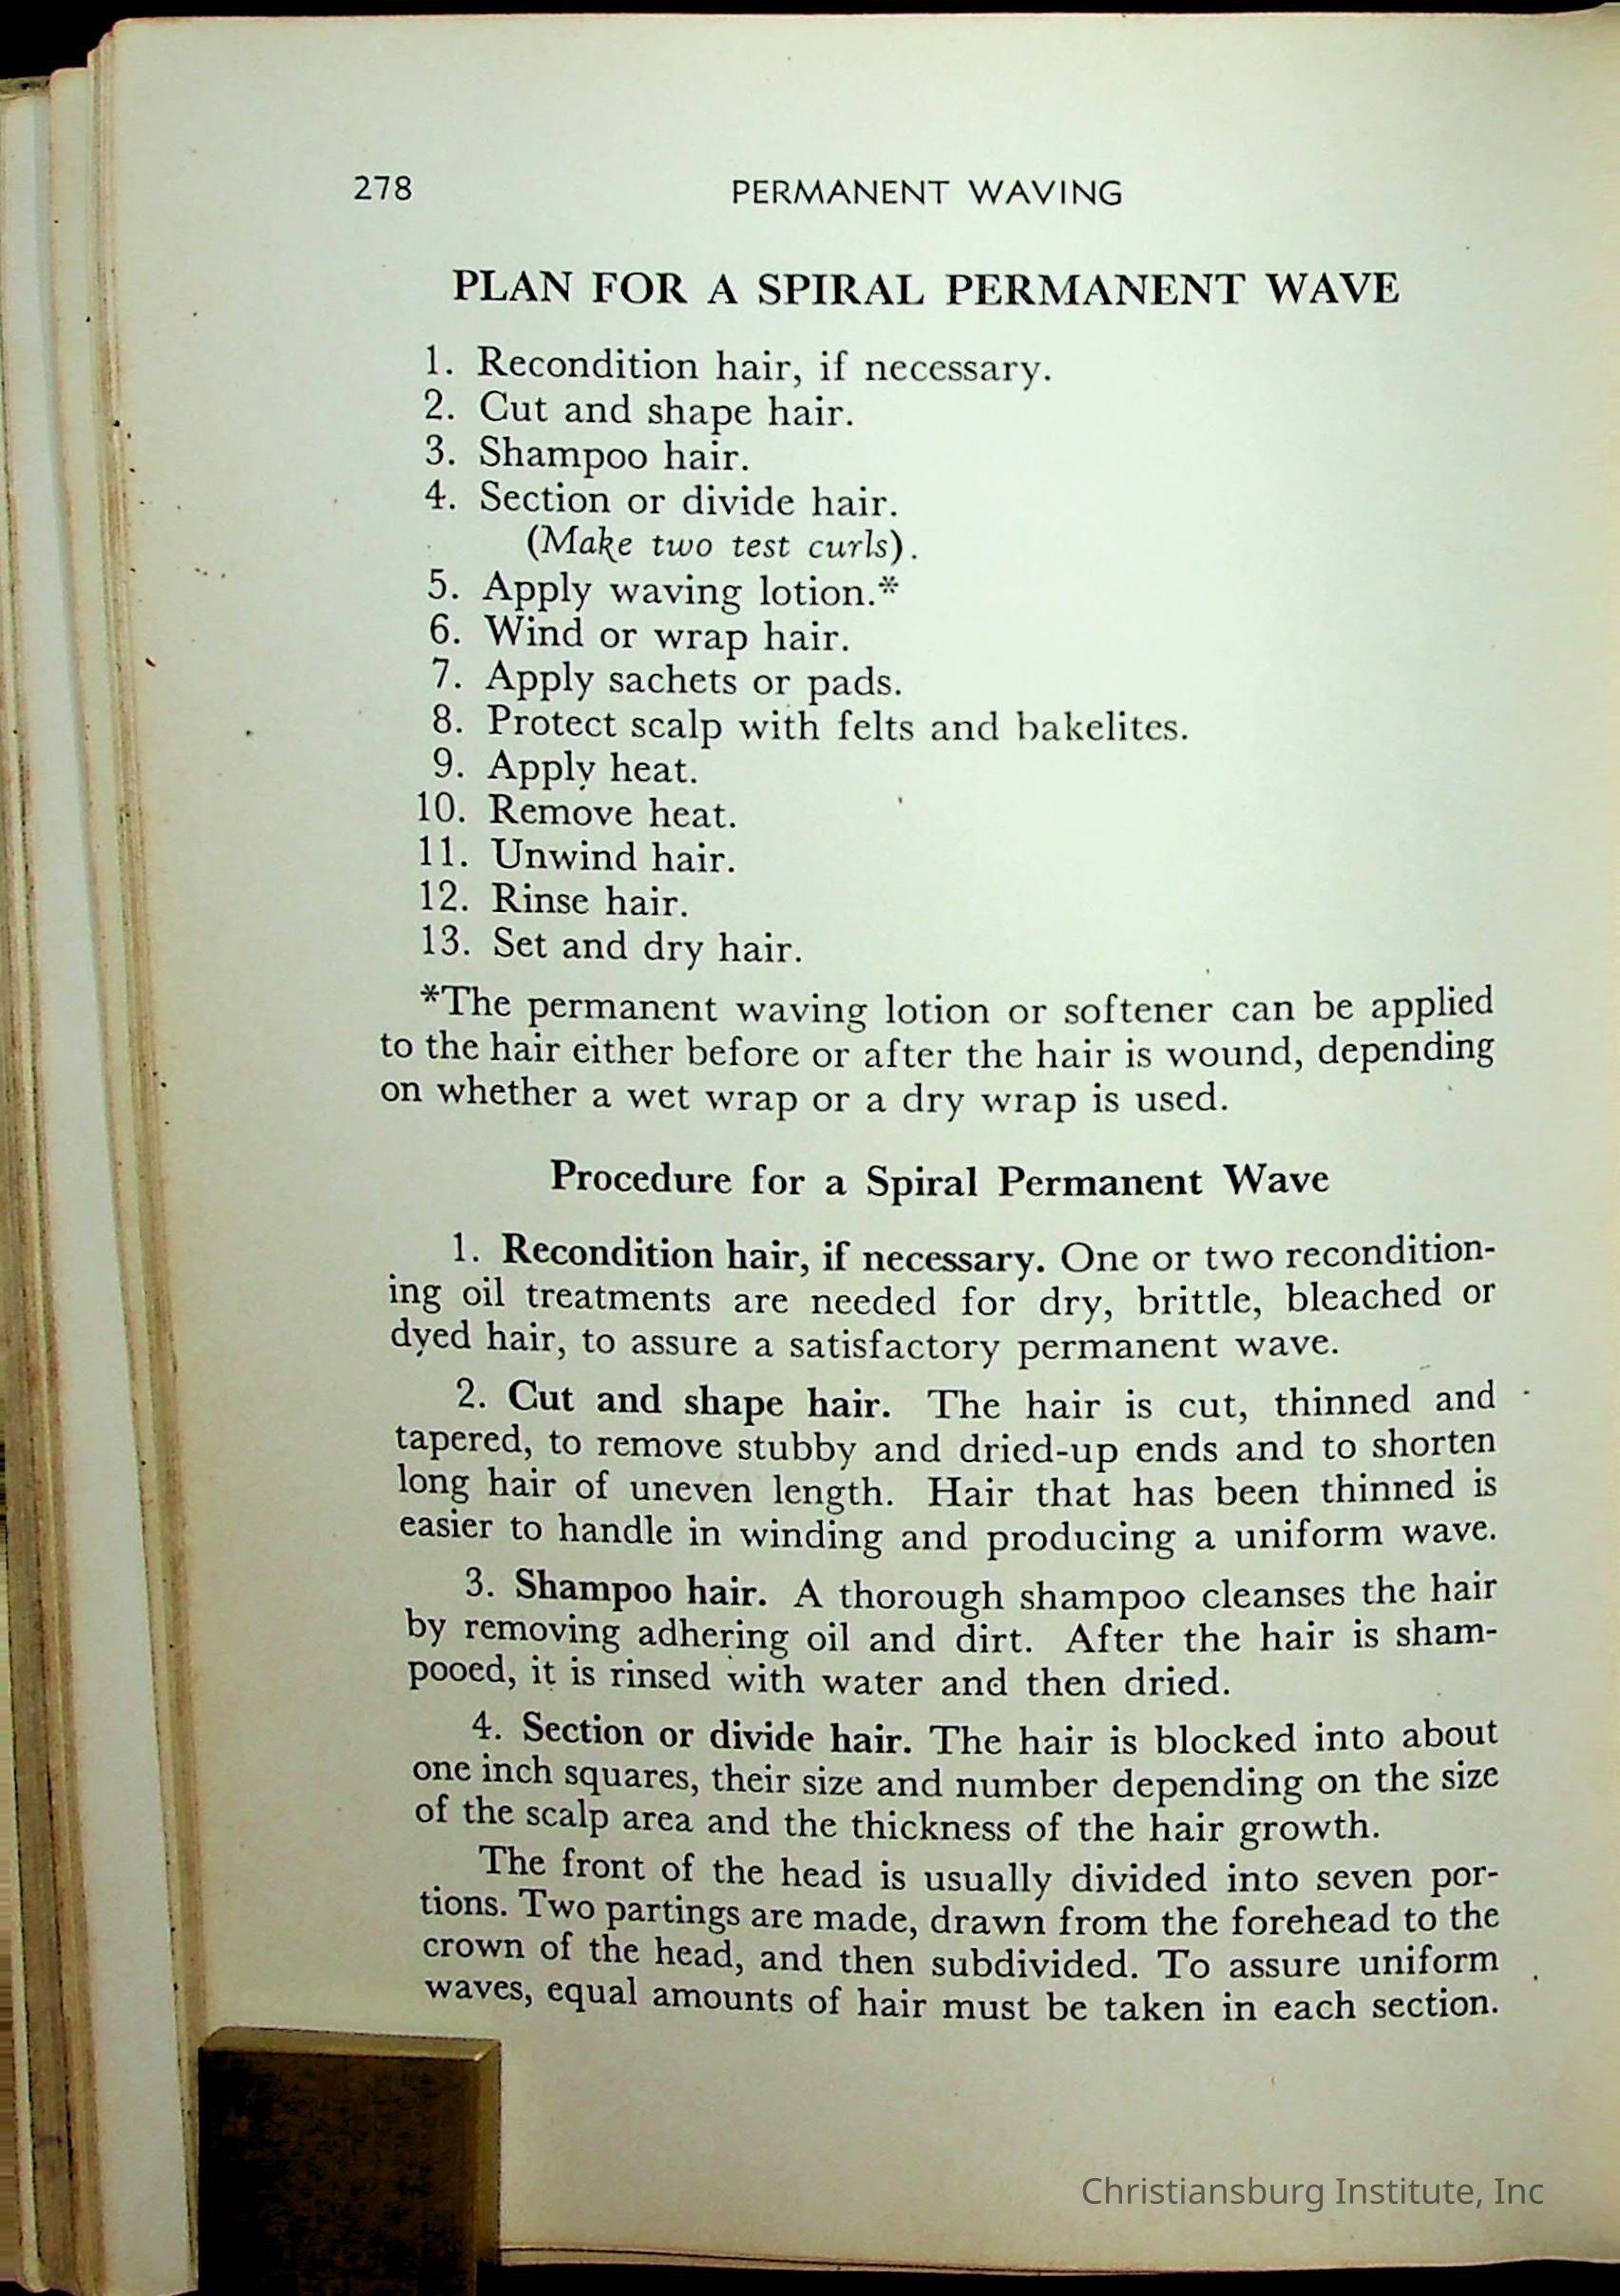 278
PERMANENT WAVING
PLAN FOR A SPIRAL PERMANENT WAVE
1. Recondition hair, if necessary.
2. Cut and shape hair.
3. Shampoo hair.
4. Section or divide hair.
(Make two test curls).
5. Apply waving lotion.*
6. Wind or wrap hair.
7. Apply sachets or pads.
8. Protect scalp with felts and bakelites.
9. Apply heat.
10. Remove heat.
11. Unwind hair.
12. Rinse hair.
13. Set and dry hair.
*The permanent waving lotion or softener can be applied
to the hair either before or after the hair is wound, depending
on whether a wet wrap or a dry wrap is used.
Procedure for a Spiral Permanent Wave
1. Recondition hair, if necessary. One or two recondition-
ing oil treatments are needed for dry, brittle, bleached or
dyed hair, to assure a satisfactory permanent wave.
2. Cut and shape hair. The hair is cut, thinned and
tapered, to remove stubby and dried-up ends and to shorten
long hair of uneven length. Hair that has been thinned is
easier to handle in winding and producing a uniform wave.
3. Shampoo hair. A thorough shampoo cleanses the hair
by removing adhering oil and dirt. After the hair is sham-
pooed, it is rinsed with water and then dried.
4. Section or divide hair. The hair is blocked into about
one inch squares, their size and number depending on the size
of the scalp area and the thickness of the hair growth.
The front of the head is usually divided into seven por-
tions. Two partings are made, drawn from the forehead to the
crown of the head, and then subdivided. To assure uniform
waves, equal amounts of hair must be taken in each section.
Christiansburg Institute, Inc